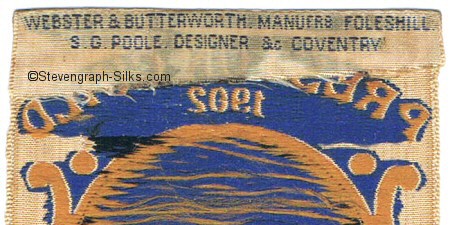 WEBSTER & BUTTERWORTH. MANUFRS FOLESHILL
S. G. POOLE. DESIGNER &c COVENTRY
© Stevengraph-Silks.com
1902